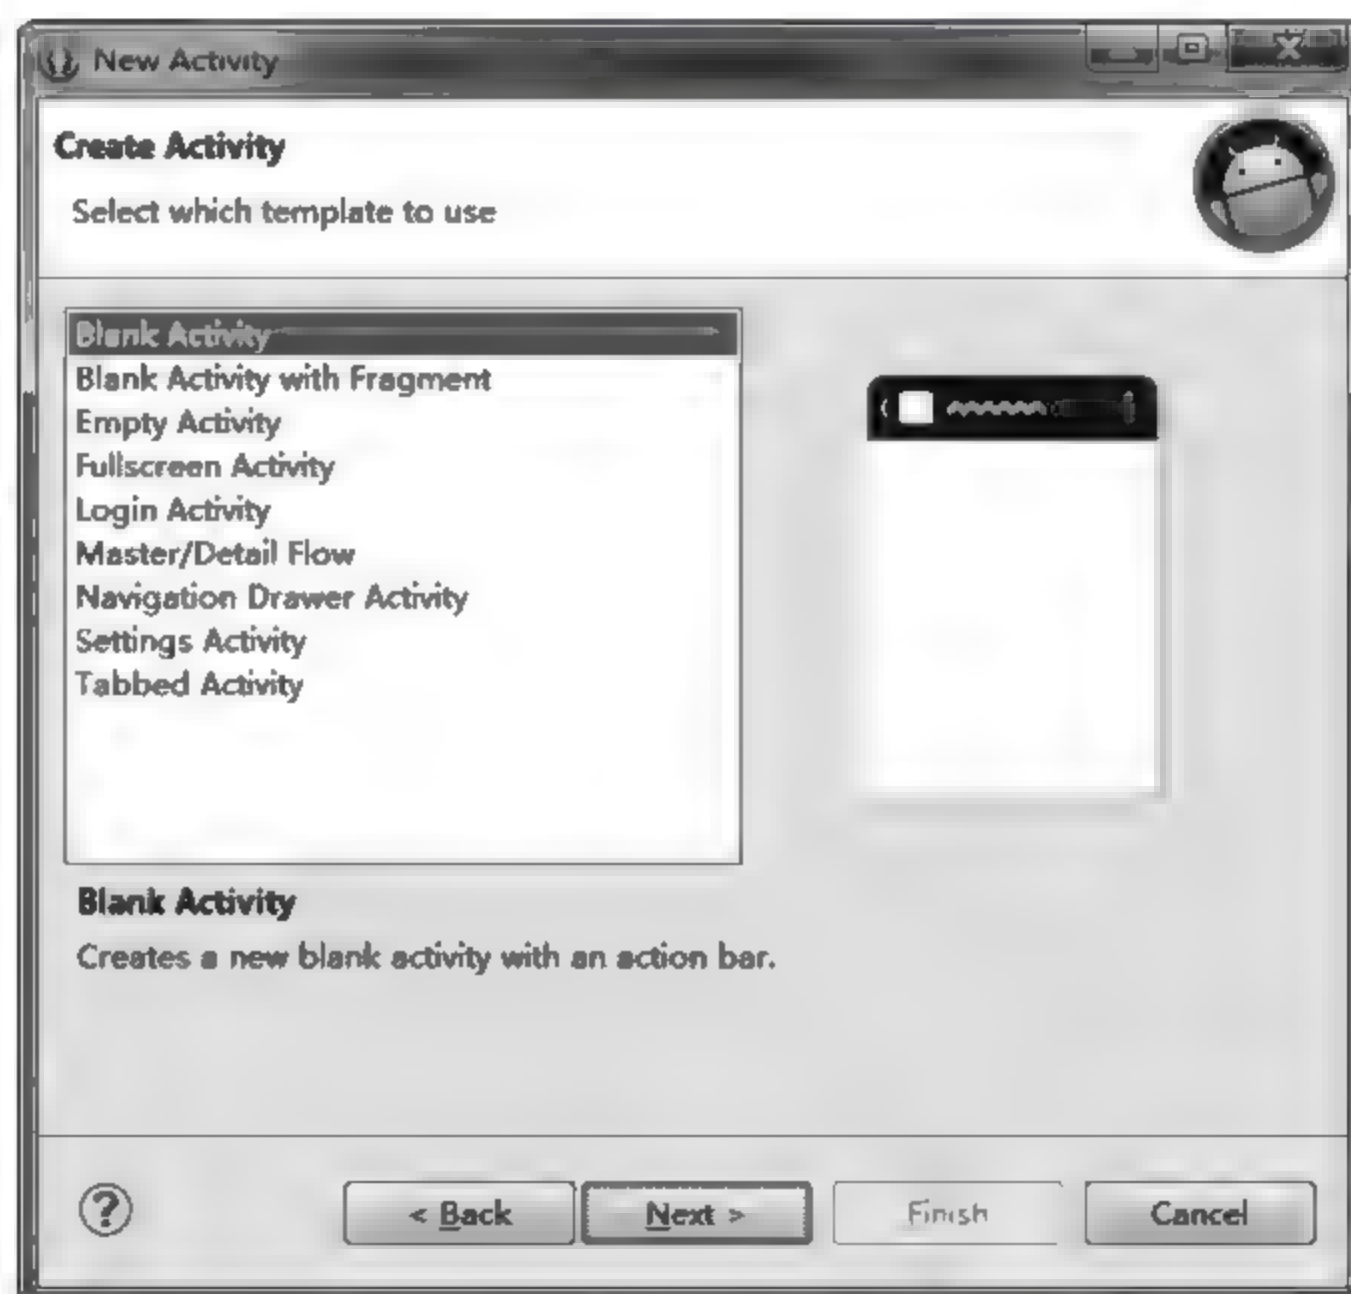 New Activity
Create Activity
Select which template to use
Blank Activity
Blank Activity with Fragment
Empty Activity
Fullscreen Activity
Login Activity
Master/Detail Flow
Navigation Drawer Activity
Settings Activity
Tabbed Activity
Blank Activity
Creates a new blank activity with an action bar.
< Back Next > Finish Cancel